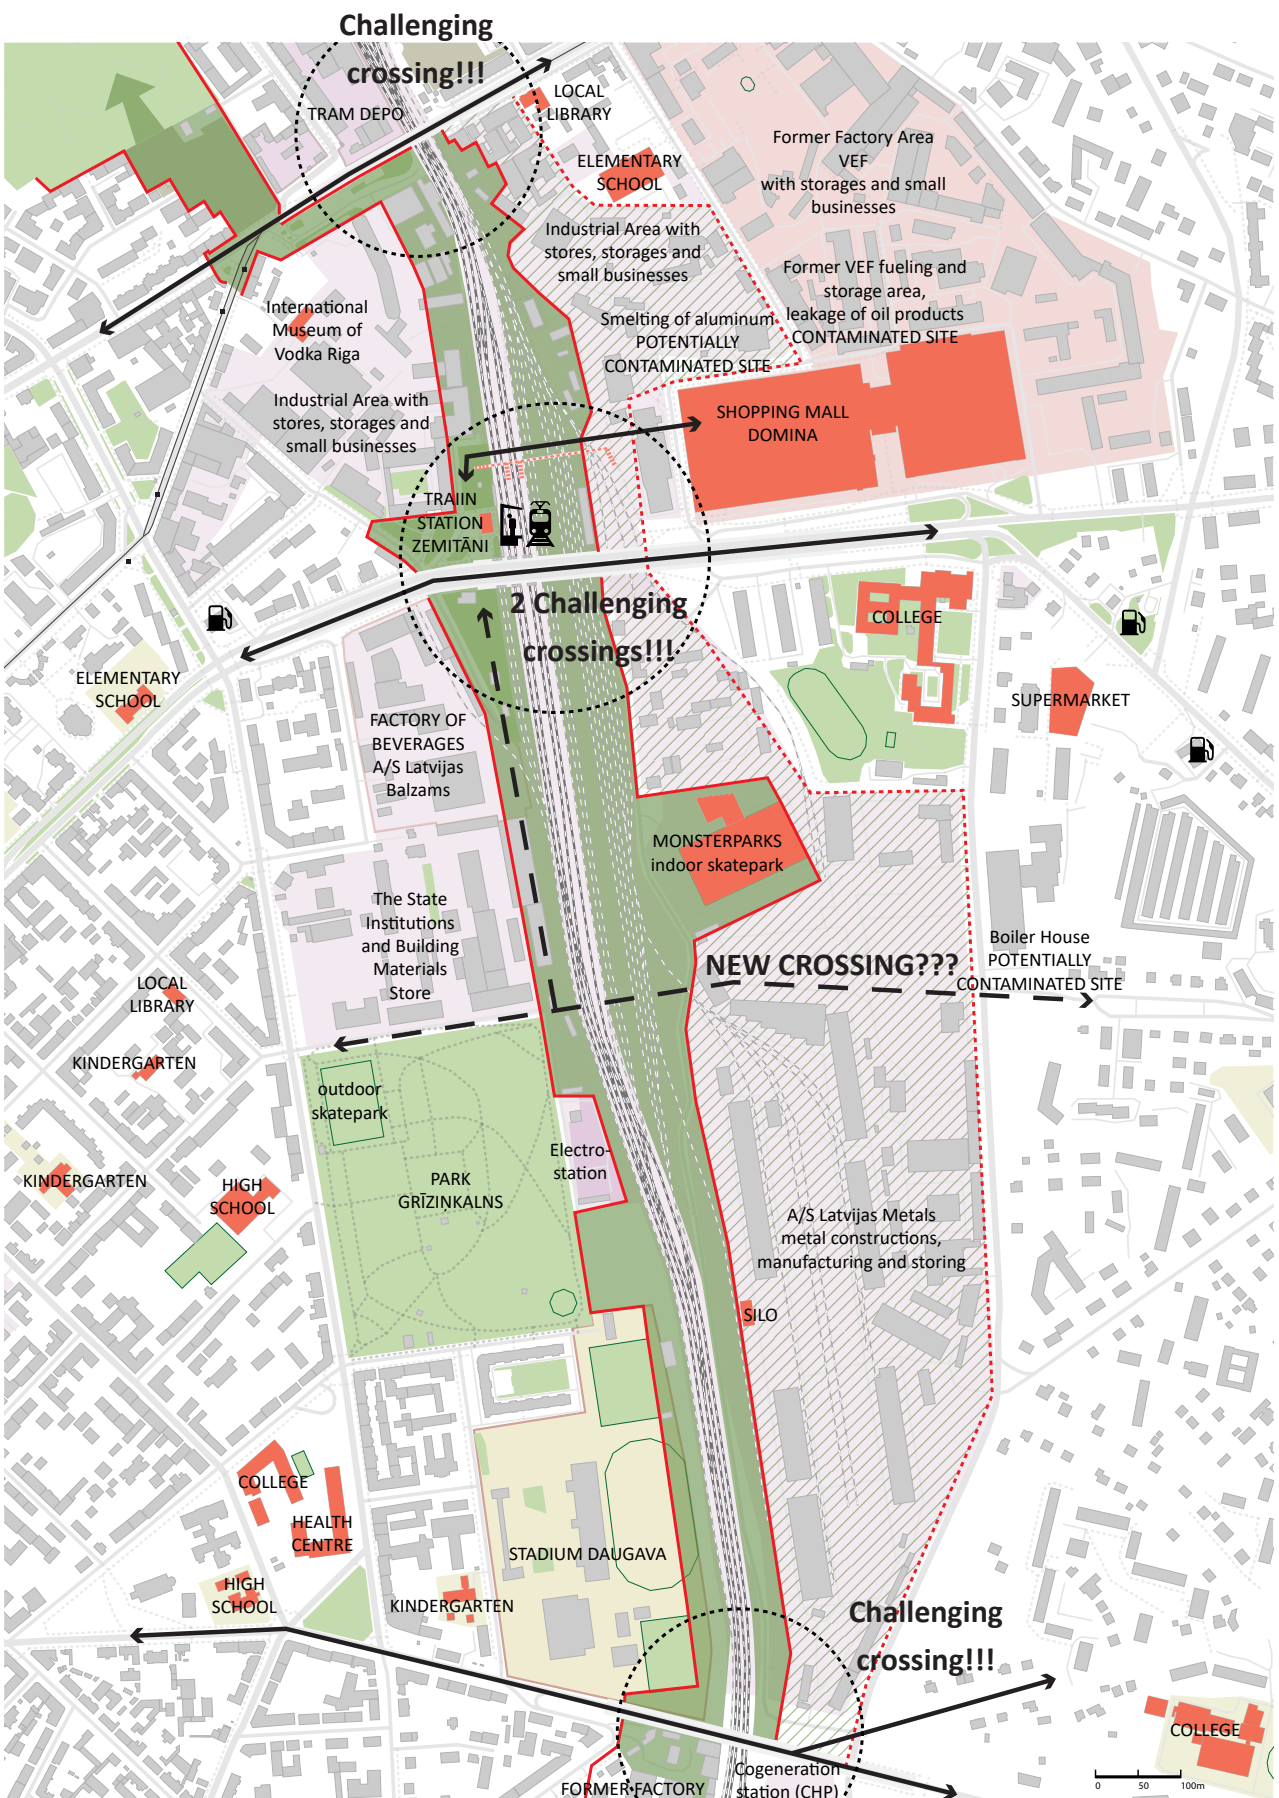 Challenging
crossing!!!
TRAM DEPO
LOCAL
LIBRARY
ELEMENTARY
SCHOOL
Former Factory Area
VEF
with storages and small
businesses
Industrial Area with
stores, storages and
small businesses
Former VEF fueling and
storage area,
leakage of oil products
CONTAMINATED SITE
International
Museum of
Vodka Riga
Smelting of aluminum
POTENTIALLY
CONTAMINATED SITE
Industrial Area with
stores, storages and
small businesses
SHOPPING MALL
DOMINA
TRAIIN
STATION
ZEMITĀNI
2 Challenging
crossings!!!
COLLEGE
ELEMENTARY
SCHOOL
SUPERMARKET
FACTORY OF
BEVERAGES
A/S Latvijas
Balzams
MONSTERPARKS
indoor skatepark
The State
Institutions
and Building
Materials
Store
NEW CROSSING???
Boiler House
POTENTIALLY
CONTAMINATED SITE
LOCAL
LIBRARY
KINDERGARTEN
outdoor
skatepark
Electro-
station
KINDERGARTEN
HIGH
SCHOOL
PARK
GRĪZIŅKALNS
A/S Latvijas Metals
metal constructions,
manufacturing and storing
SILO
COLLEGE
HEALTH
CENTRE
STADIUM DAUGAVA
HIGH
SCHOOL
KINDERGARTEN
Challenging
crossing!!!
COLLEGE
Cogeneration
station (CHP)
FORMER FACTORY
0 50 100m